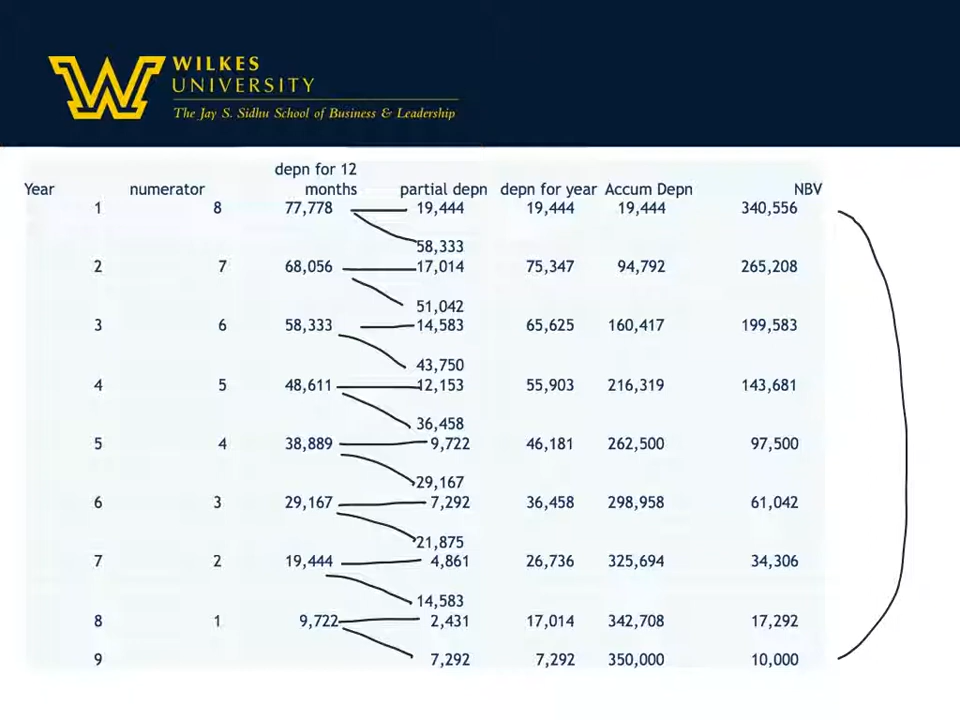 WILKES
UNIVERSITY
The Jay S. Sidhu School of Business & Leadership
depn for 12
Year numerator months partial depn depn for year Accum Depn NBV
1 8 77,778 19,444 19,444 19,444 340,556
58,333
2 7 68,056 17,014 75,347 94,792 265,208
51,042
3 6 58,333 14,583 65,625 160,417 199,583
43,750
4 5 48,611 12,153 55,903 216,319 143,681
36,458
5 4 38,889 9,722 46,181 262,500 97,500
29,167
6 3 29,167 7,292 36,458 298,958 61,042
21,875
7 2 19,444 4,861 26,736 325,694 34,306
14,583
8 1 9,722 2,431 17,014 342,708 17,292
9 7,292 7,292 350,000 10,000